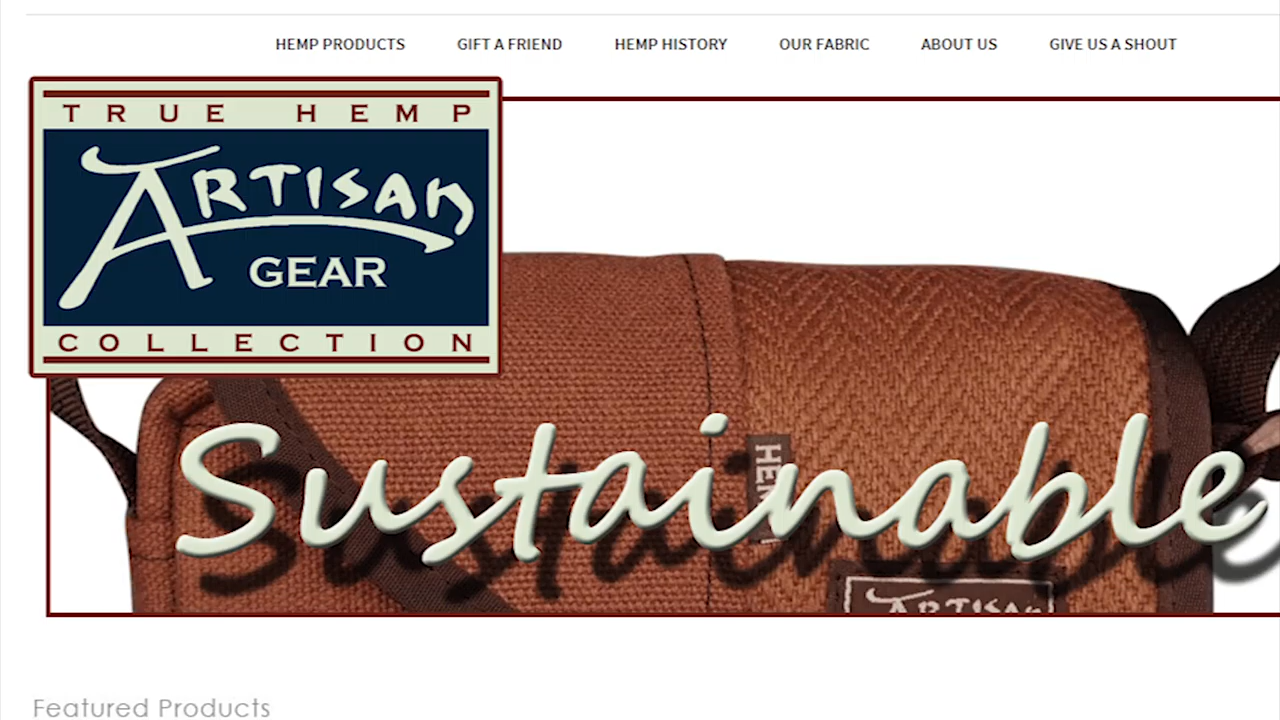 HEMP PRODUCTS GIFT A FRIEND HEMP HISTORY OUR FABRIC ABOUT US GIVE US A SHOUT
TRUE HEMP
ARTISAN
GEAR
COLLECTION
Sustainable
ARTISAN
Featured Products